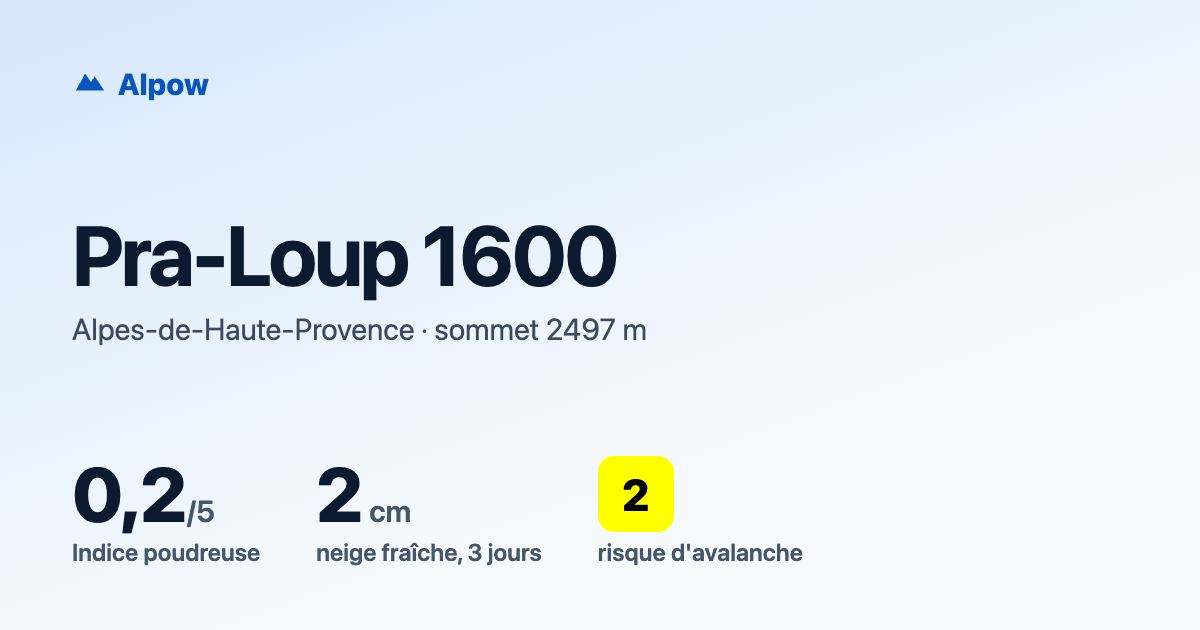 Alpow
Pra-Loup 1600
Alpes-de-Haute-Provence · sommet 2497 m
0,2/5
Indice poudreuse
2 cm
neige fraîche, 3 jours
2
risque d'avalanche